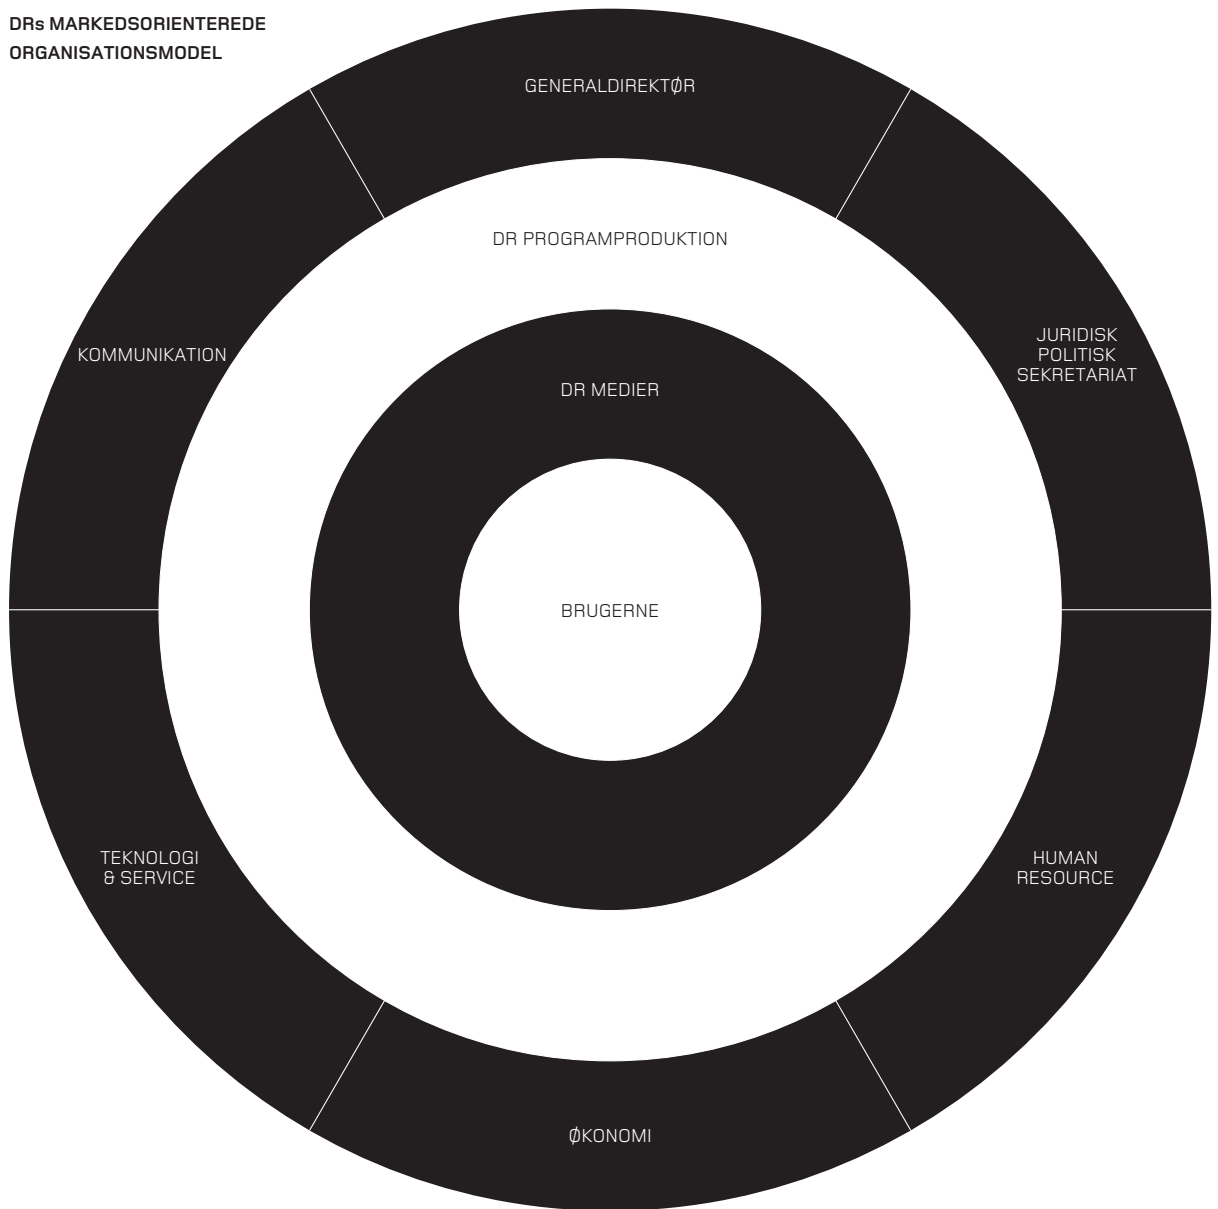 DRs MARKEDSORIENTEREDE
ORGANISATIONSMODEL
GENERALDIREKTØR
DR PROGRAMPRODUKTION
KOMMUNIKATION
JURIDISK
POLITISK
SEKRETARIAT
DR MEDIER
BRUGERNE
TEKNOLOGI
& SERVICE
HUMAN
RESOURCE
ØKONOMI